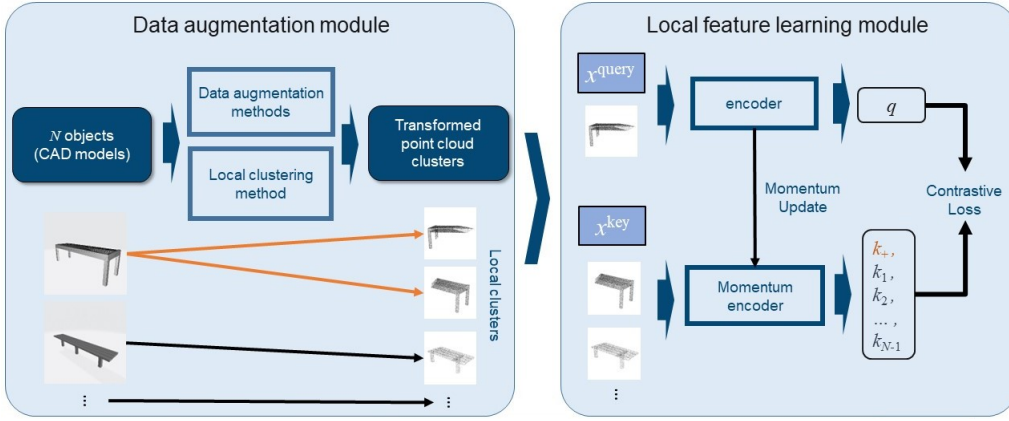 Data augmentation module
N objects
(CAD models)
Data augmentation
methods
Local clustering
method
Transformed
point cloud
clusters
Local clusters
⋮
⋮
Local feature learning module
x^query
encoder
q
Momentum
Update
Contrastive
Loss
x^key
Momentum
encoder
k₊,
k₁,
k₂,
... ,
k_N-1
⋮